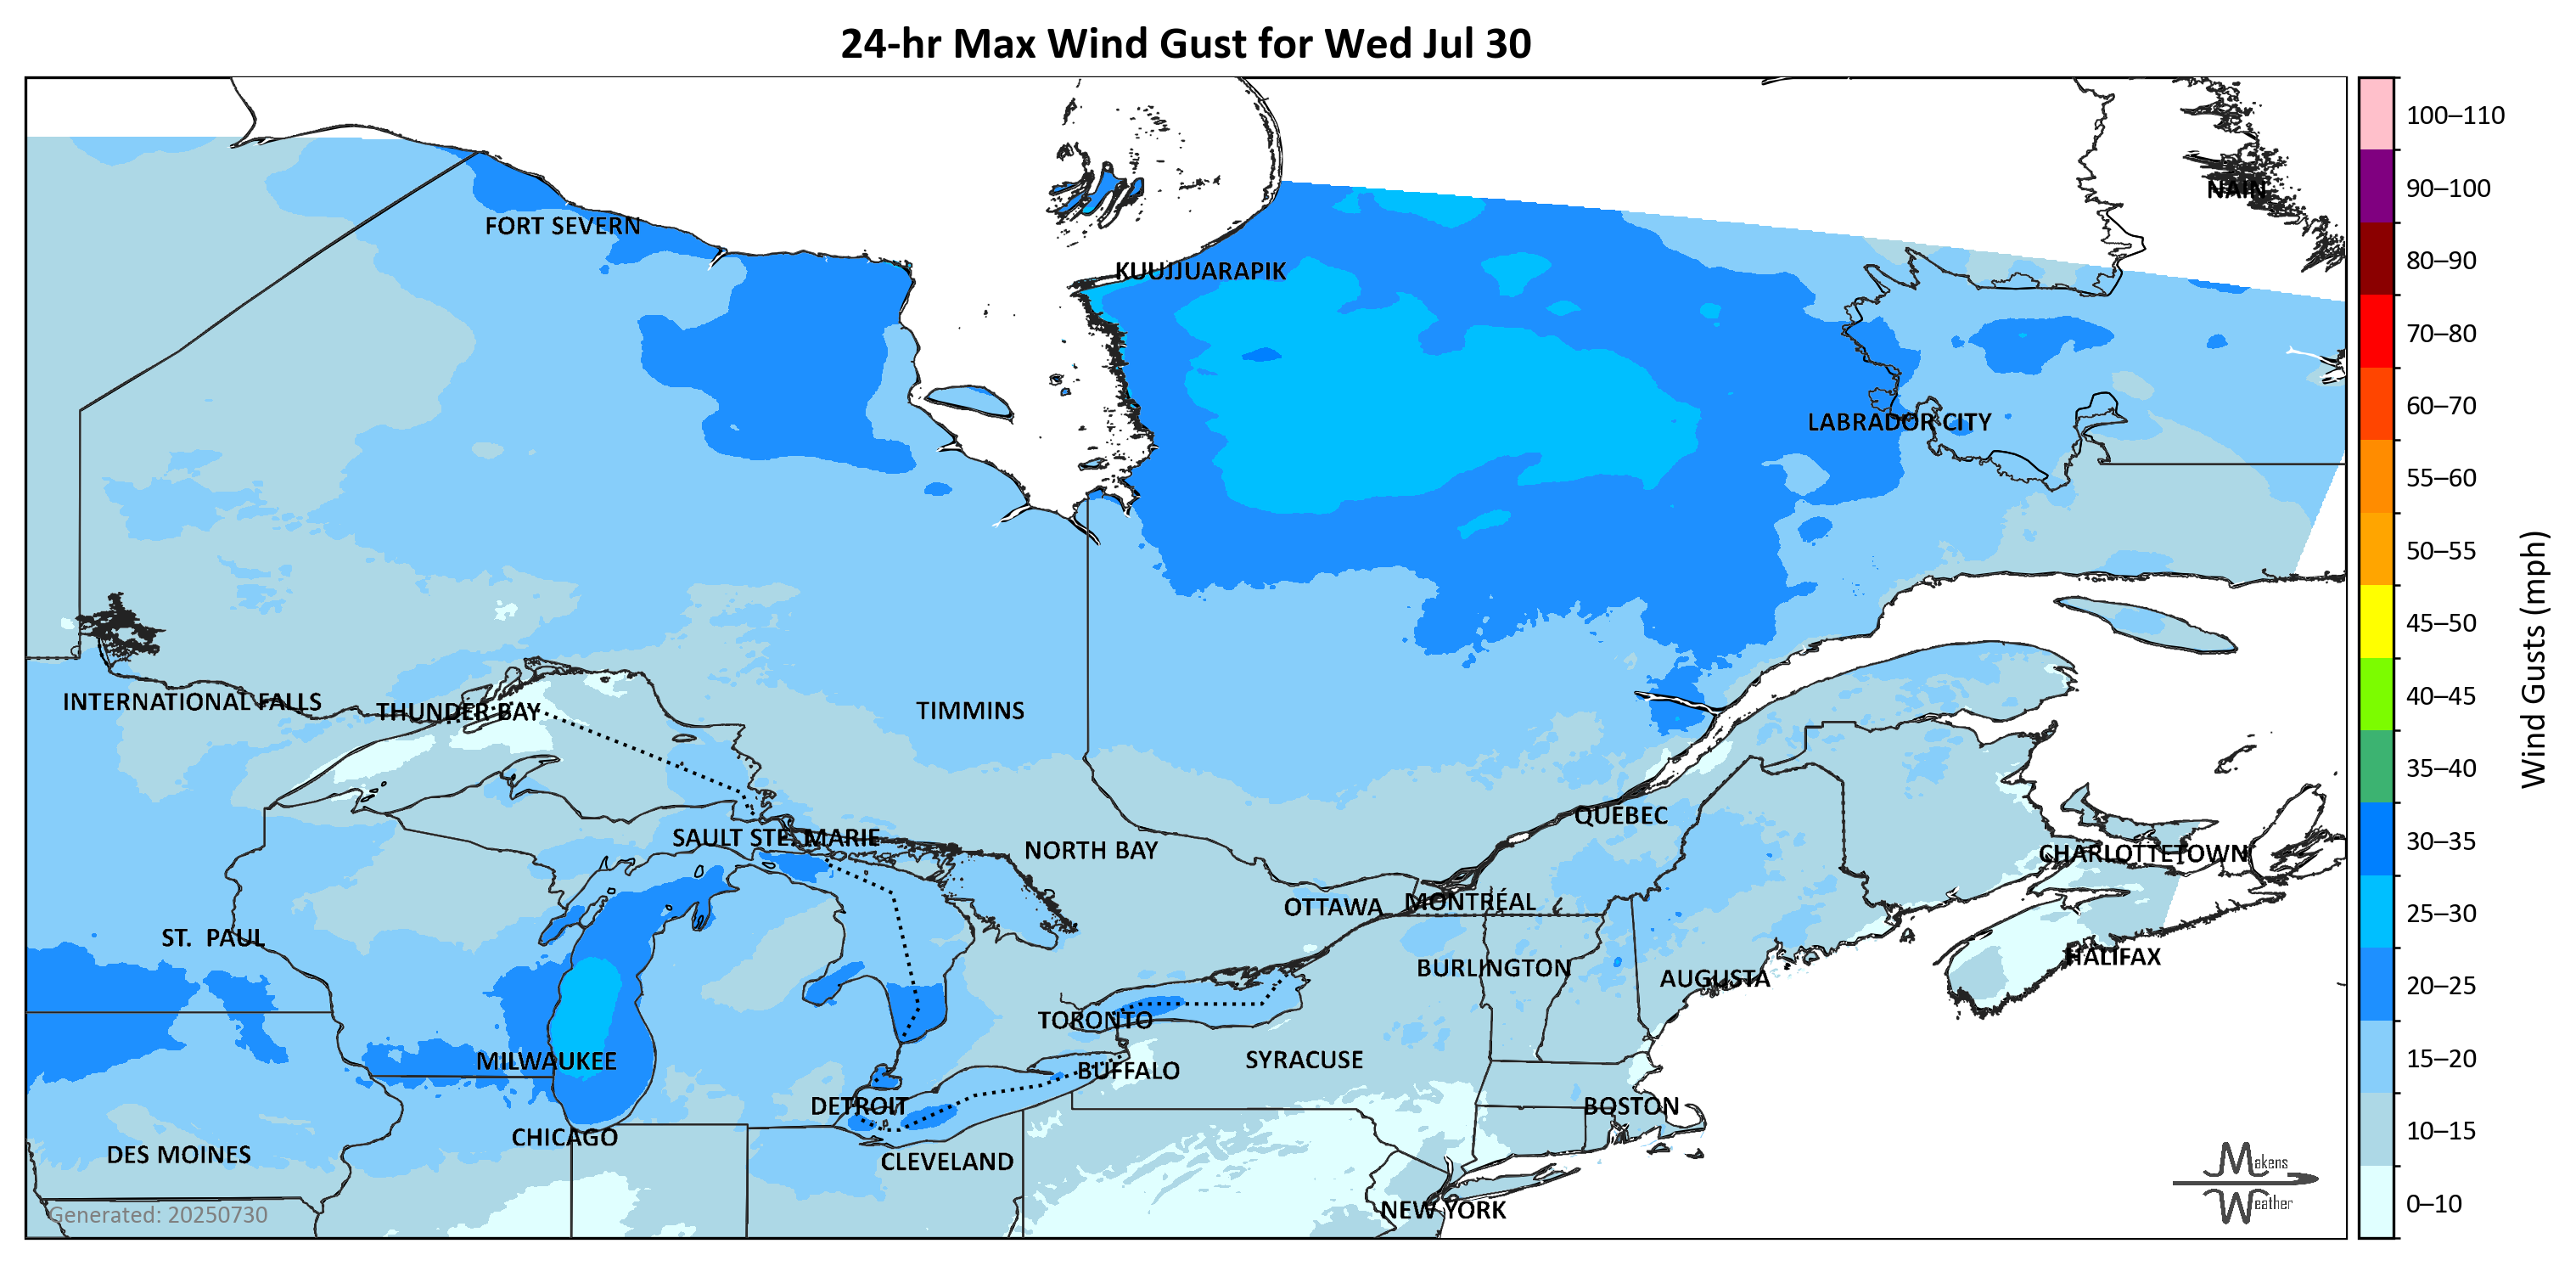 24-hr Max Wind Gust for Wed Jul 30
100–110
90–100
80–90
70–80
60–70
55–60
50–55
45–50
40–45
35–40
30–35
25–30
20–25
15–20
10–15
0–10
Wind Gusts (mph)
NAIN
FORT SEVERN
KUUJJUARAPIK
LABRADOR CITY
INTERNATIONAL FALLS
THUNDER BAY
TIMMINS
QUÉBEC
SAULT STE. MARIE
NORTH BAY
CHARLOTTETOWN
OTTAWA
MONTRÉAL
ST. PAUL
HALIFAX
BURLINGTON
AUGUSTA
TORONTO
MILWAUKEE
SYRACUSE
BUFFALO
DETROIT
BOSTON
CHICAGO
DES MOINES
CLEVELAND
NEW YORK
Makens
Weather
Generated: 20250730